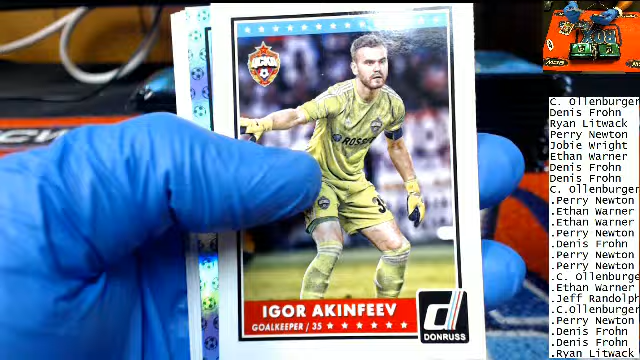 IGOR AKINFEEV
GOALKEEPER / 35
DONRUSS
C. Ollenburger
Denis Frohn
Ryan Litwack
Perry Newton
Jobie Wright
Ethan Warner
Denis Frohn
Denis Frohn
C. Ollenburger
.Perry Newton
.Ethan Warner
.Ethan Warner
.Perry Newton
.Denis Frohn
.Perry Newton
.Perry Newton
.C. Ollenburger
.Ethan Warner
.Jeff Randolph
.C.Ollenburger
.Perry Newton
.Denis Frohn
.Denis Frohn
.Ryan Litwack